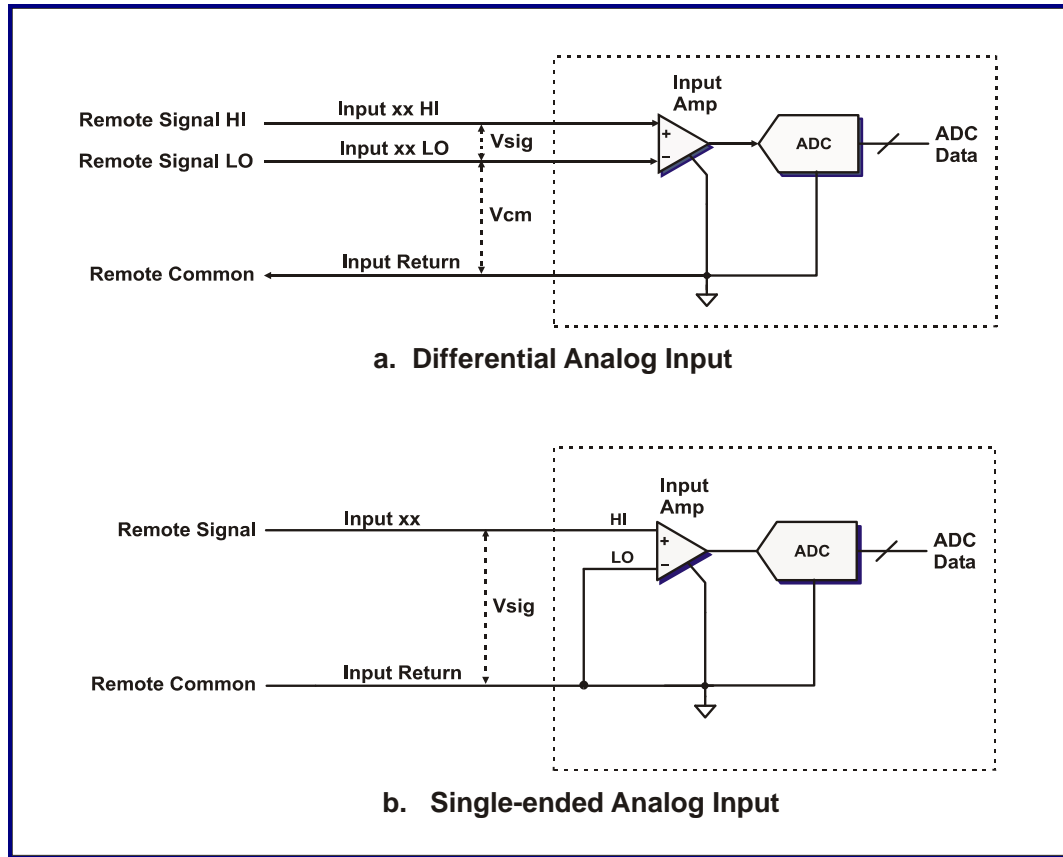 Input
Amp
Input xx HI
Remote Signal HI
Vsig
+
ADC
ADC
Data
Input xx LO
Remote Signal LO
−
Vcm
Input Return
Remote Common
a. Differential Analog Input
Input
Amp
Remote Signal
Input xx
HI
+
ADC
ADC
Data
LO
−
Vsig
Input Return
Remote Common
b. Single-ended Analog Input